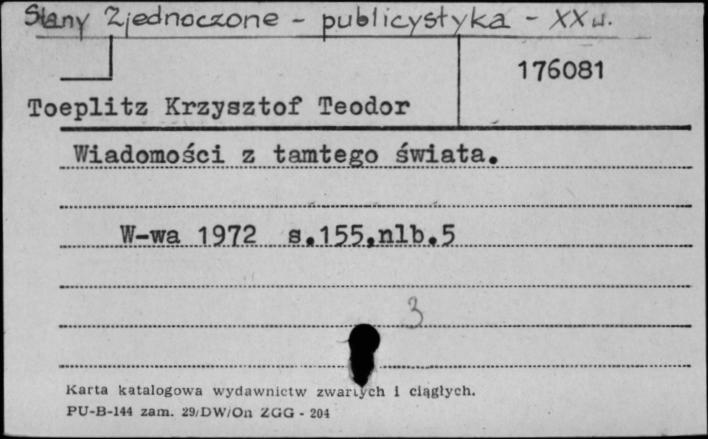 Stany Zjednoczone - publicystyka - XX w.
176081
Toeplitz Krzysztof Teodor
Wiadomości z tamtego świata.
W-wa 1972 s.155,nlb.5
3
Karta katalogowa wydawnictw zwartych i ciągłych.
PU-B-144 zam. 29/DW/On ZGG - 204